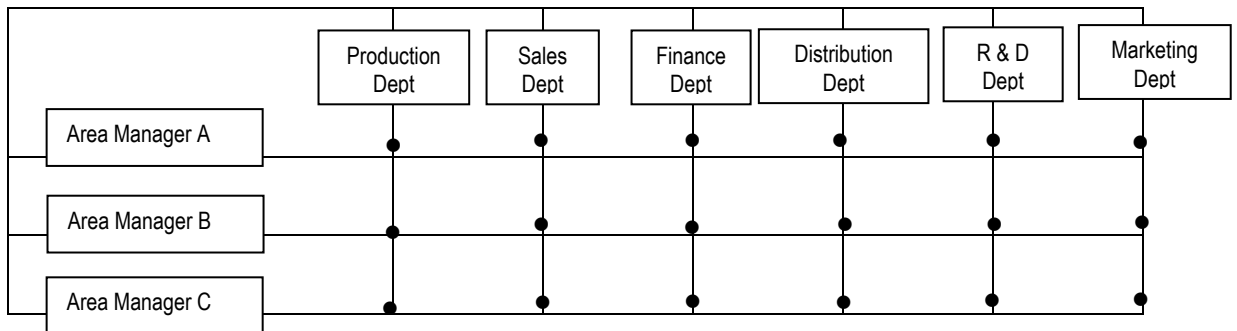 Production
Dept
Sales
Dept
Finance
Dept
Distribution
Dept
R & D
Dept
Marketing
Dept
Area Manager A
Area Manager B
Area Manager C